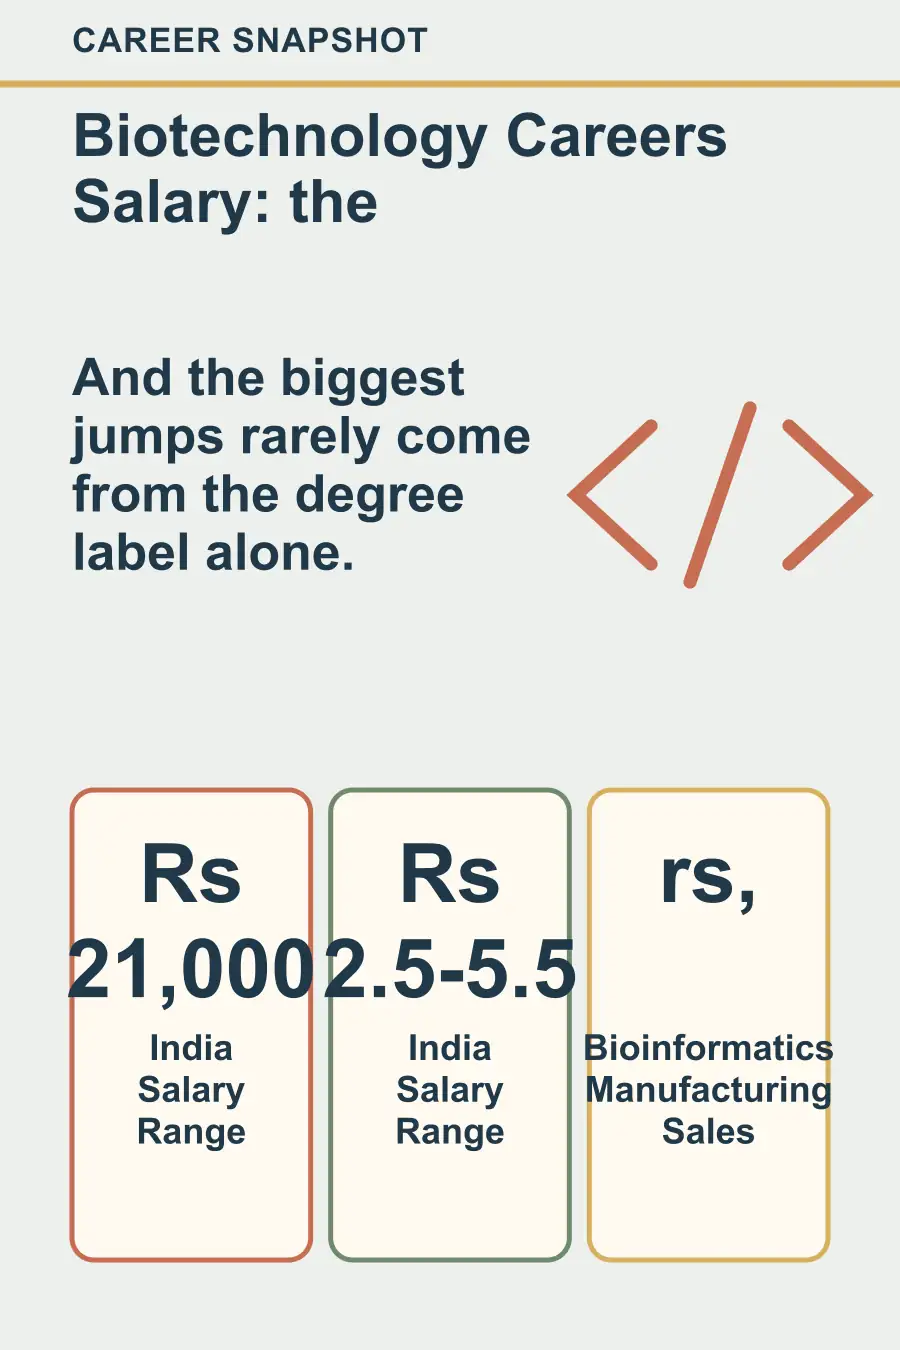 CAREER SNAPSHOT
Biotechnology Careers
Salary: the
And the biggest
jumps rarely come
from the degree
label alone.
Rs
21,000
India
Salary
Range
Rs
2.5-5.5
India
Salary
Range
rs,
Bioinformatics
Manufacturing
Sales